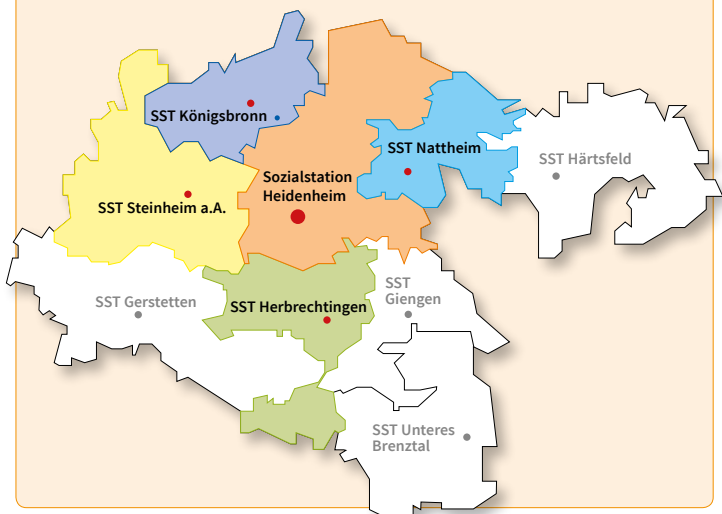 SST Königsbronn
SST Nattheim
SST Härtsfeld
Sozialstation
Heidenheim
SST Steinheim a.A.
SST Gerstetten
SST Herbrechtingen
SST
Giengen
SST Unteres
Brenztal